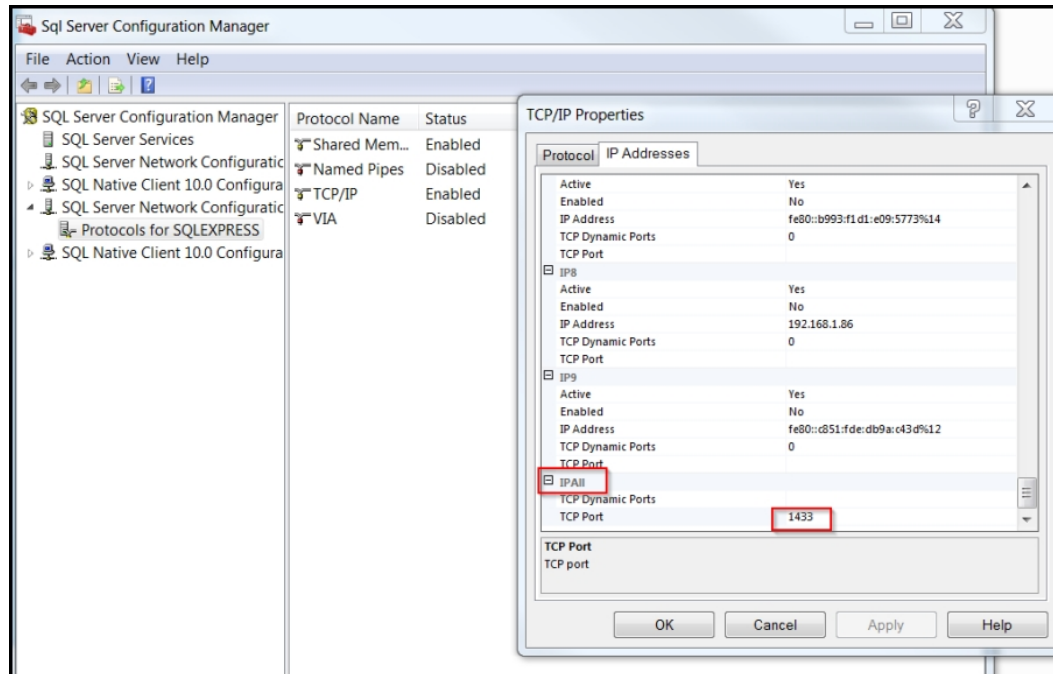 Sql Server Configuration Manager
File Action View Help
SQL Server Configuration Manager
SQL Server Services
SQL Server Network Configuratic
SQL Native Client 10.0 Configura
SQL Server Network Configuratic
Protocols for SQLEXPRESS
SQL Native Client 10.0 Configura
Protocol Name Status
Shared Mem... Enabled
Named Pipes Disabled
TCP/IP Enabled
VIA Disabled
TCP/IP Properties
Protocol IP Addresses
Active Yes
Enabled No
IP Address fe80::b993:f1d1:e09:5773%14
TCP Dynamic Ports 0
TCP Port
IP8
Active Yes
Enabled No
IP Address 192.168.1.86
TCP Dynamic Ports 0
TCP Port
IP9
Active Yes
Enabled No
IP Address fe80::c851:fde:db9a:c43d%12
TCP Dynamic Ports 0
TCP Port
IPAll
TCP Dynamic Ports
TCP Port 1433
TCP Port
TCP port
OK Cancel Apply Help